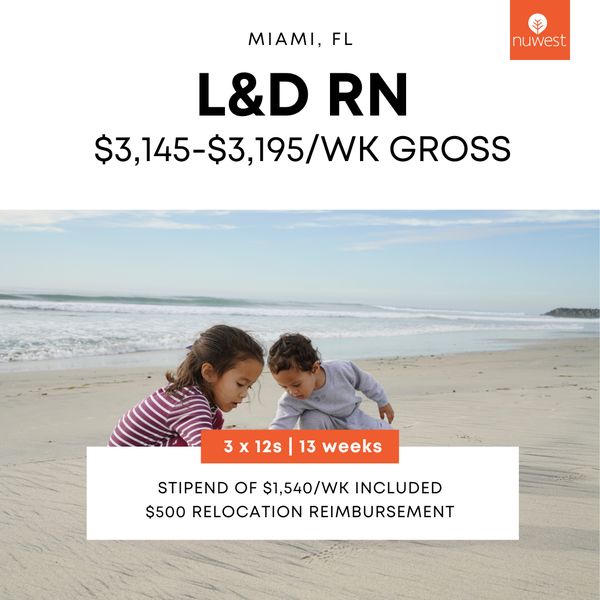 MIAMI, FL
nuwest
L&D RN
$3,145-$3,195/WK GROSS
3 x 12s | 13 weeks
STIPEND OF $1,540/WK INCLUDED
$500 RELOCATION REIMBURSEMENT